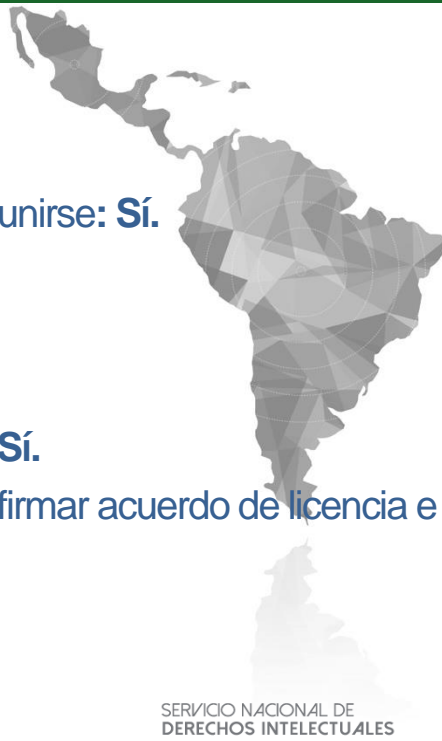 unirse: Sí.
Sí.
firmar acuerdo de licencia e
SERVICIO NACIONAL DE
DERECHOS INTELECTUALES